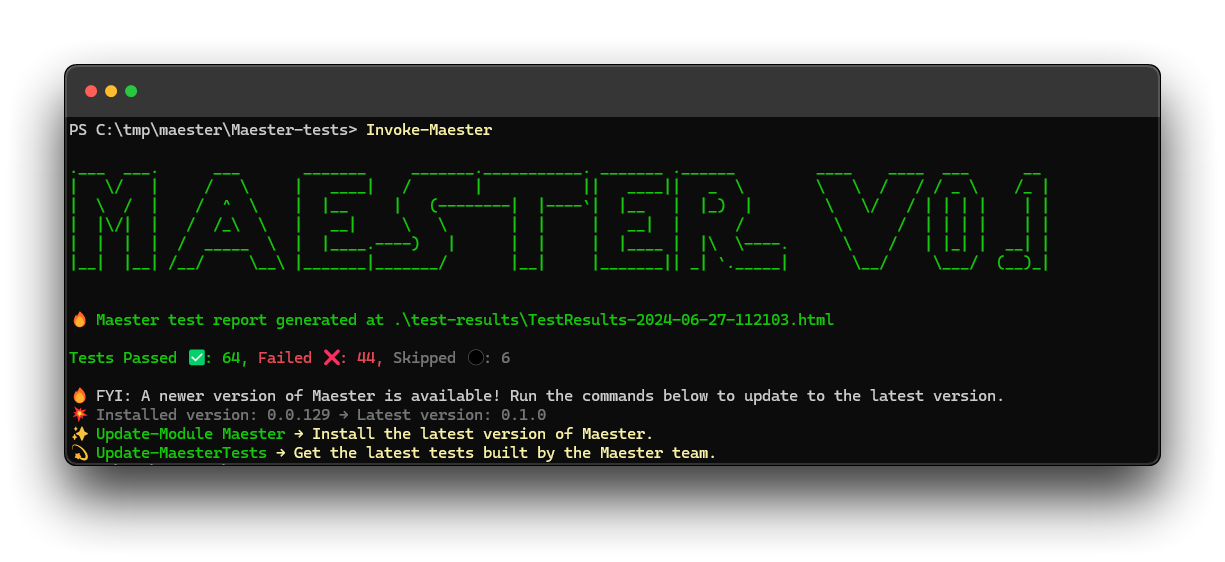 PS C:\tmp\maester\Maester-tests> Invoke-Maester
MAESTER V0.1
🔥 Maester test report generated at .\test-results\TestResults-2024-06-27-112103.html
Tests Passed ✅: 64, Failed ❌: 44, Skipped ⚫: 6
🔥 FYI: A newer version of Maester is available! Run the commands below to update to the latest version.
💥 Installed version: 0.0.129 → Latest version: 0.1.0
✨ Update-Module Maester → Install the latest version of Maester.
💫 Update-MaesterTests → Get the latest tests built by the Maester team.